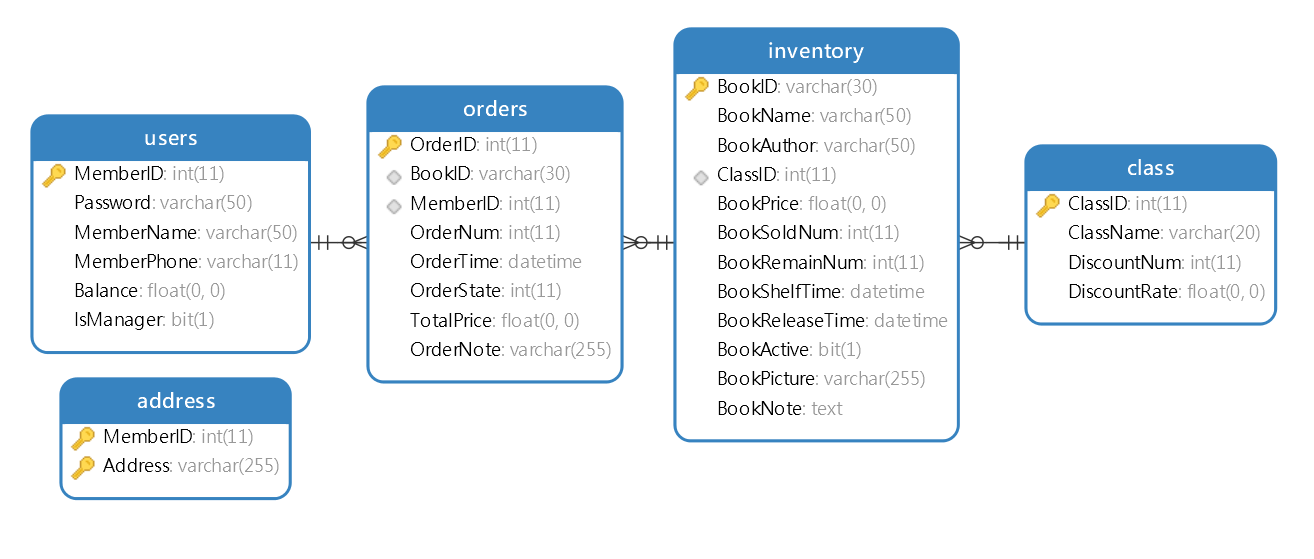 users
MemberID: int(11)
Password: varchar(50)
MemberName: varchar(50)
MemberPhone: varchar(11)
Balance: float(0, 0)
IsManager: bit(1)
address
MemberID: int(11)
Address: varchar(255)
orders
OrderID: int(11)
BookID: varchar(30)
MemberID: int(11)
OrderNum: int(11)
OrderTime: datetime
OrderState: int(11)
TotalPrice: float(0, 0)
OrderNote: varchar(255)
inventory
BookID: varchar(30)
BookName: varchar(50)
BookAuthor: varchar(50)
ClassID: int(11)
BookPrice: float(0, 0)
BookSoldNum: int(11)
BookRemainNum: int(11)
BookShelfTime: datetime
BookReleaseTime: datetime
BookActive: bit(1)
BookPicture: varchar(255)
BookNote: text
class
ClassID: int(11)
ClassName: varchar(20)
DiscountNum: int(11)
DiscountRate: float(0, 0)